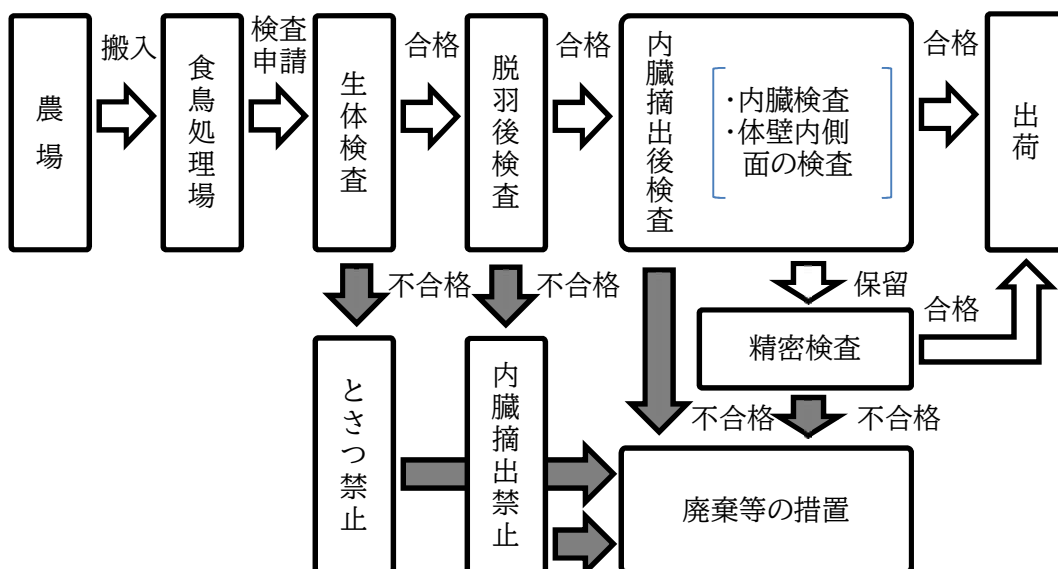 農場
搬入
食鳥処理場
検査
申請
生体検査
合格
脱羽後検査
合格
内臓摘出後検査
・内臓検査
・体壁内側
面の検査
合格
出荷
不合格
不合格
保留
合格
精密検査
とさつ禁止
内臓摘出禁止
不合格
不合格
廃棄等の措置